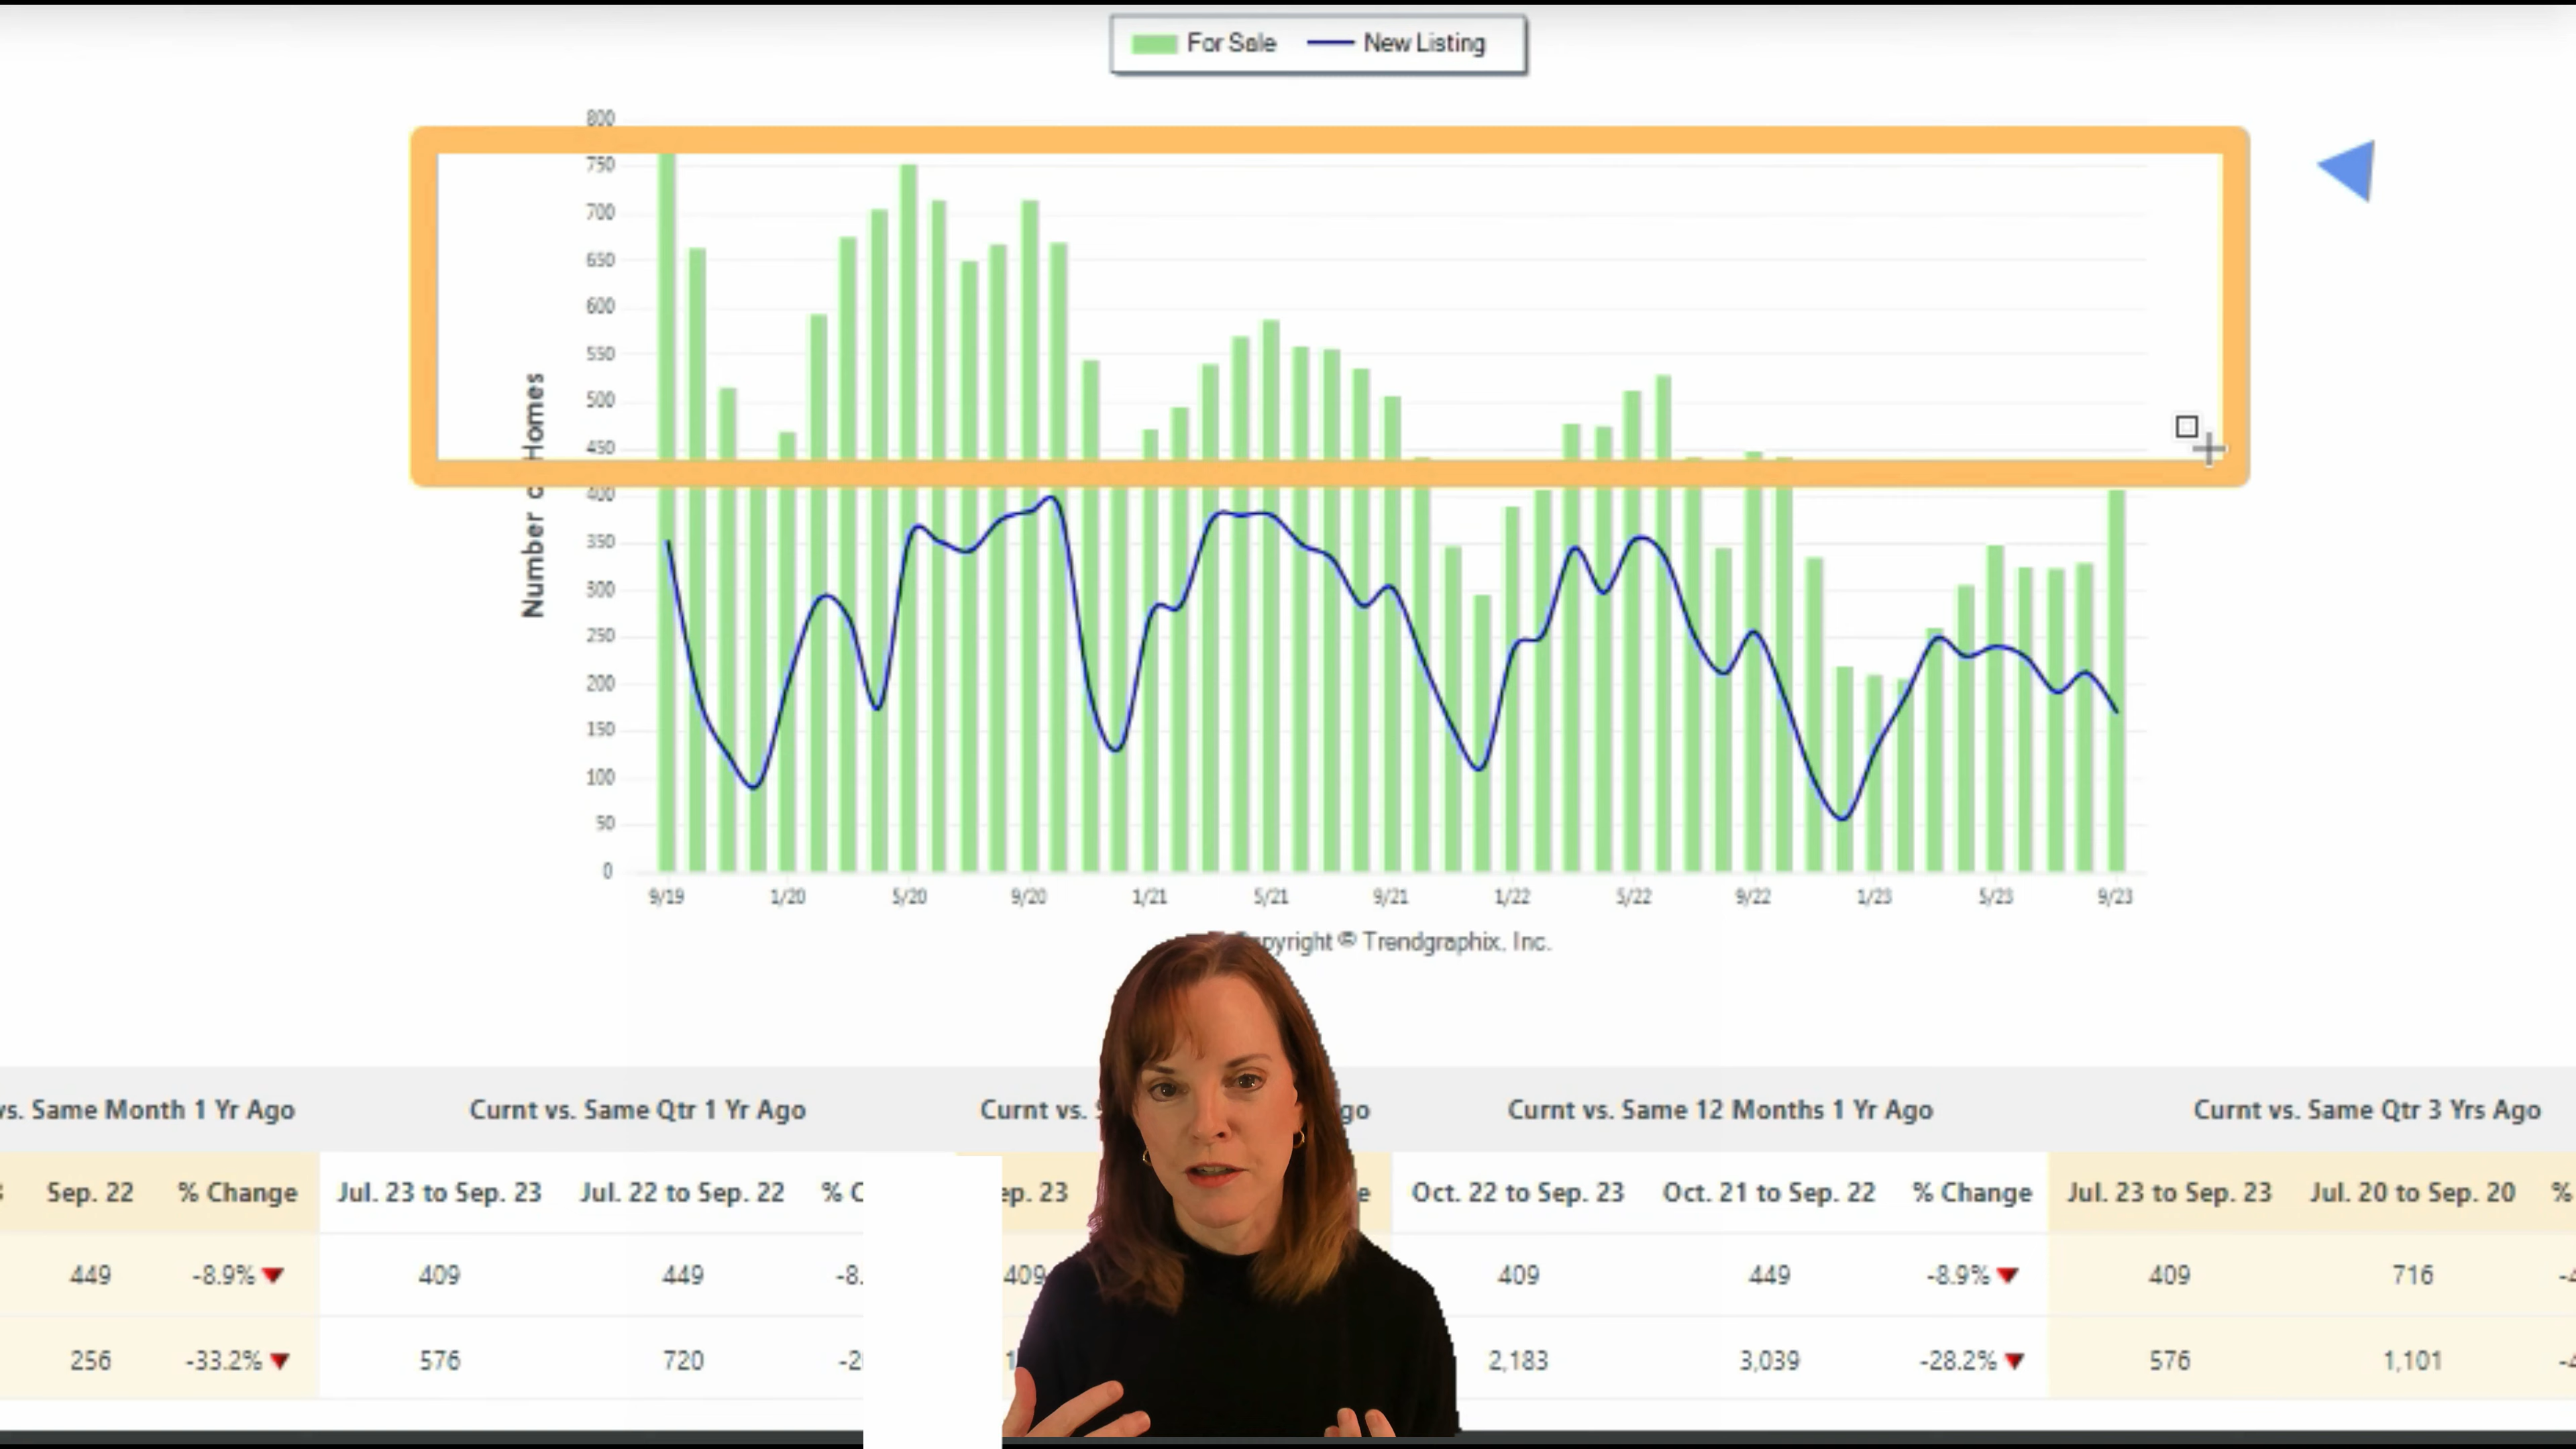 For Sale New Listing
800
750
700
650
600
550
500
450
400
350
300
250
200
150
100
50
0
Number Homes
9/19 1/20 5/20 9/20 1/21 5/21 9/21 1/22 5/22 9/22 1/23 5/23 9/23
pyright © Trendgraphix, Inc.
vs. Same Month 1 Yr Ago Curnt vs. Same Qtr 1 Yr Ago Curnt vs. go Curnt vs. Same 12 Months 1 Yr Ago Curnt vs. Same Qtr 3 Yrs Ago
Sep. 22 % Change Jul. 23 to Sep. 23 Jul. 22 to Sep. 22 % C ep. 23 e Oct. 22 to Sep. 23 Oct. 21 to Sep. 22 % Change Jul. 23 to Sep. 23 Jul. 20 to Sep. 20 %
449 -8.9% 409 449 -8. 409 409 449 -8.9% 409 716 -4
256 -33.2% 576 720 -2 1 2,183 3,039 -28.2% 576 1,101 -4